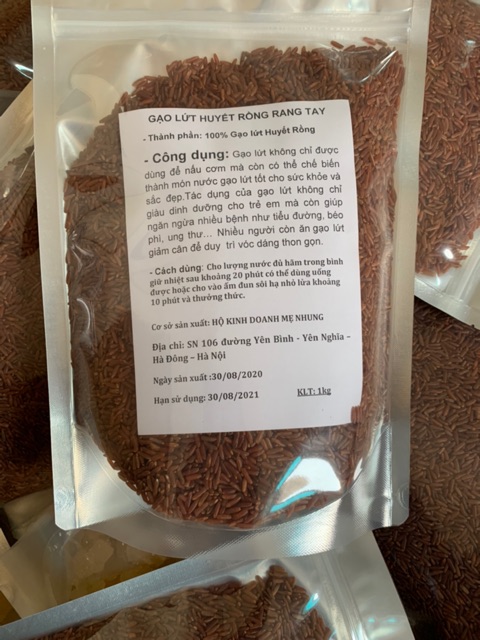 GẠO LỨT HUYẾT RỒNG RANG TAY
- Thành phần: 100% Gạo lứt Huyết Rồng
- Công dụng: Gạo lứt không chỉ được
dùng để nấu cơm mà còn có thể chế biến
thành món nước gạo lứt tốt cho sức khỏe và
sắc đẹp.Tác dụng của gạo lứt không chỉ
giàu dinh dưỡng cho trẻ em mà còn giúp
ngăn ngừa nhiều bệnh như tiểu đường, béo
phì, ung thư... Nhiều người còn ăn gạo lứt
giảm cân để duy trì vóc dáng thon gọn.
- Cách dùng: Cho lượng nước đủ hãm trong bình
giữ nhiệt sau khoảng 20 phút có thể dùng uống
được hoặc cho vào ấm đun sôi hạ nhỏ lửa khoảng
10 phút và thưởng thức.
Cơ sở sản xuất: HỘ KINH DOANH MẸ NHUNG
Địa chỉ: SN 106 đường Yên Bình - Yên Nghĩa –
Hà Đông – Hà Nội
Ngày sản xuất :30/08/2020
Hạn sử dụng: 30/08/2021 KLT: 1kg